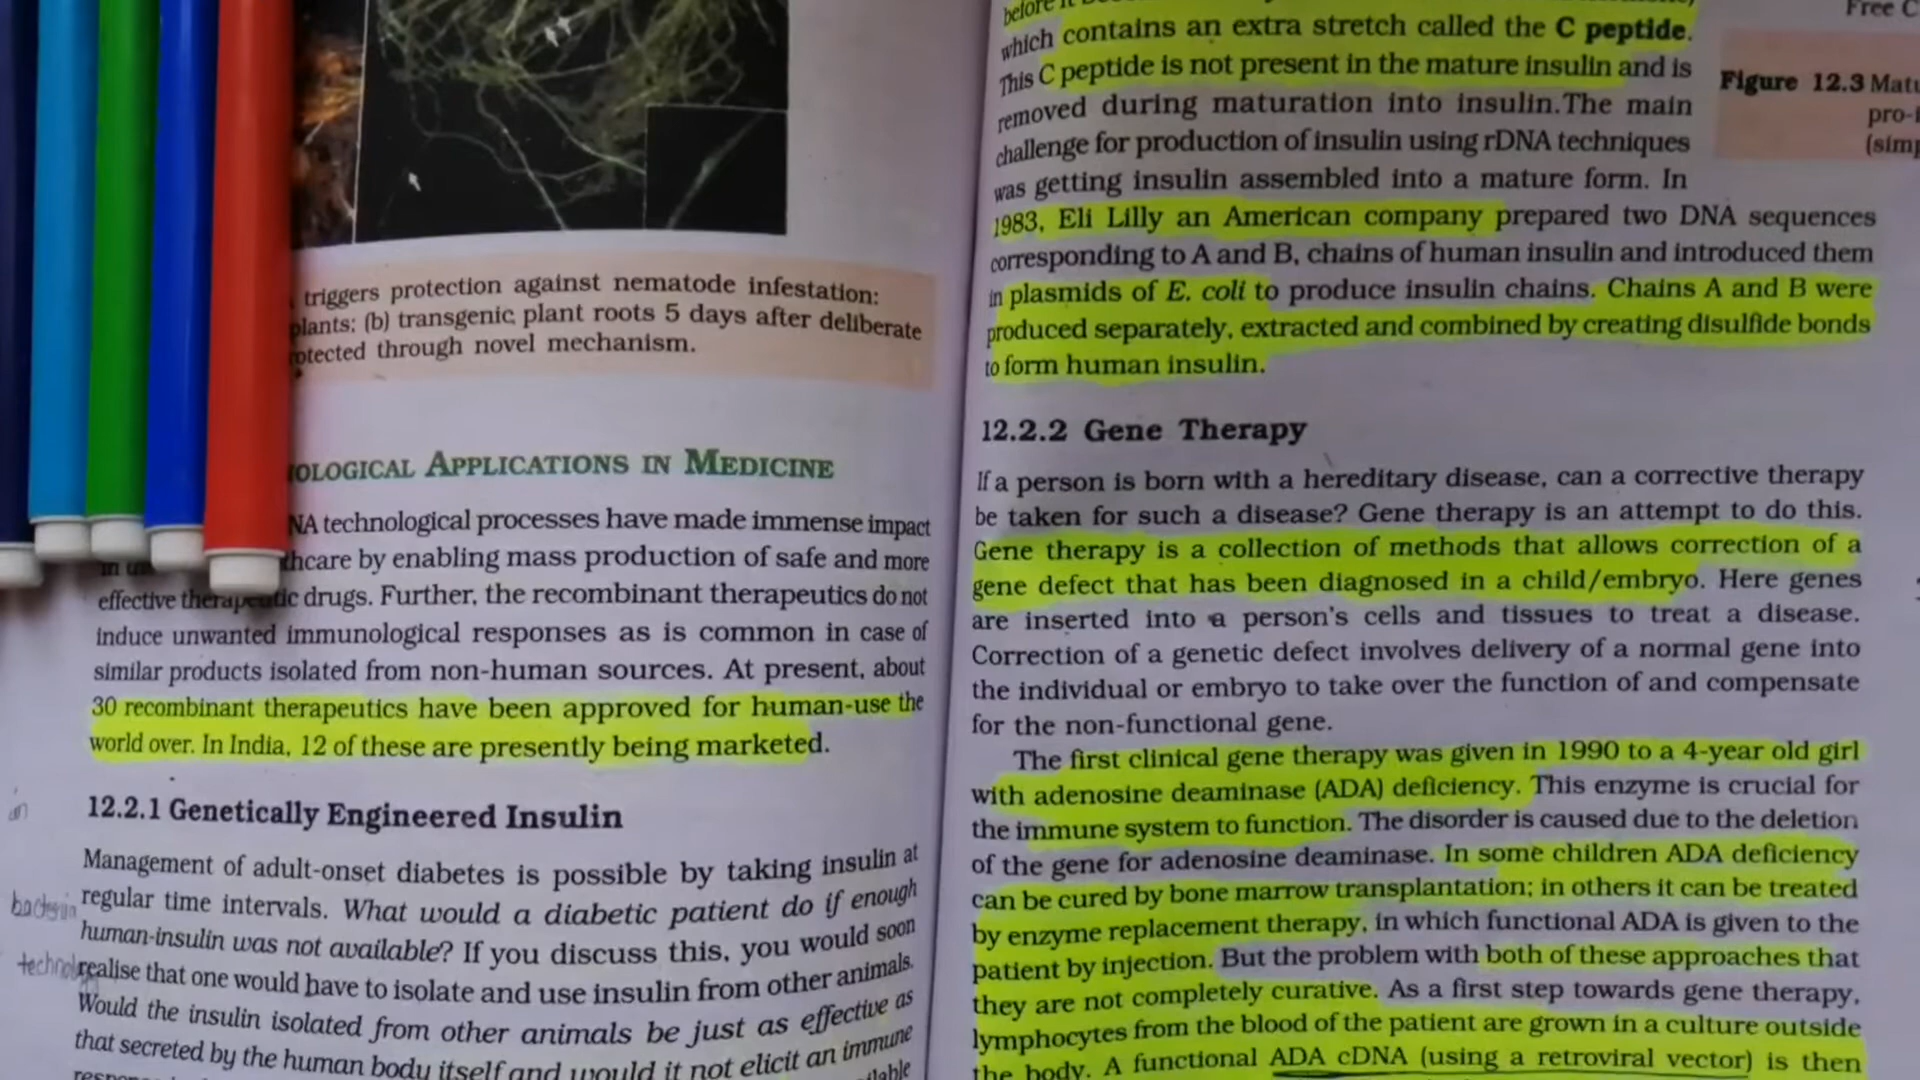 triggers protection against nematode infestation:
plants; (b) transgenic plant roots 5 days after deliberate
through novel mechanism.
OLOGICAL APPLICATIONS IN MEDICINE
NA technological processes have made immense impact
hcare by enabling mass production of safe and more
effective therapeutic drugs. Further, the recombinant therapeutics do not
induce unwanted immunological responses as is common in case of
similar products isolated from non-human sources. At present, about
30 recombinant therapeutics have been approved for human-use the
world over. In India, 12 of these are presently being marketed.
12.2.1 Genetically Engineered Insulin
Management of adult-onset diabetes is possible by taking insulin at
regular time intervals. What would a diabetic patient do if enough
human-insulin was not available? If you discuss this, you would soon
realise that one would have to isolate and use insulin from other animals.
Would the insulin isolated from other animals be just as effective as
that secreted by the human body itself and would it not elicit an immune
before it
which contains an extra stretch called the C peptide.
This C peptide is not present in the mature insulin and is
removed during maturation into insulin.The main
challenge for production of insulin using rDNA techniques
was getting insulin assembled into a mature form. In
1983, Eli Lilly an American company prepared two DNA sequences
corresponding to A and B, chains of human insulin and introduced them
in plasmids of E. coli to produce insulin chains. Chains A and B were
produced separately, extracted and combined by creating disulfide bonds
to form human insulin.
12.2.2 Gene Therapy
If a person is born with a hereditary disease, can a corrective therapy
be taken for such a disease? Gene therapy is an attempt to do this.
Gene therapy is a collection of methods that allows correction of a
gene defect that has been diagnosed in a child/embryo. Here genes
are inserted into a person's cells and tissues to treat a disease.
Correction of a genetic defect involves delivery of a normal gene into
the individual or embryo to take over the function of and compensate
for the non-functional gene.
The first clinical gene therapy was given in 1990 to a 4-year old girl
with adenosine deaminase (ADA) deficiency. This enzyme is crucial for
the immune system to function. The disorder is caused due to the deletion
of the gene for adenosine deaminase. In some children ADA deficiency
can be cured by bone marrow transplantation; in others it can be treated
by enzyme replacement therapy, in which functional ADA is given to the
patient by injection. But the problem with both of these approaches that
they are not completely curative. As a first step towards gene therapy,
lymphocytes from the blood of the patient are grown in a culture outside
the body. A functional ADA cDNA (using a retroviral vector) is then
Free C
Figure 12.3 Matu
pro-
(simp